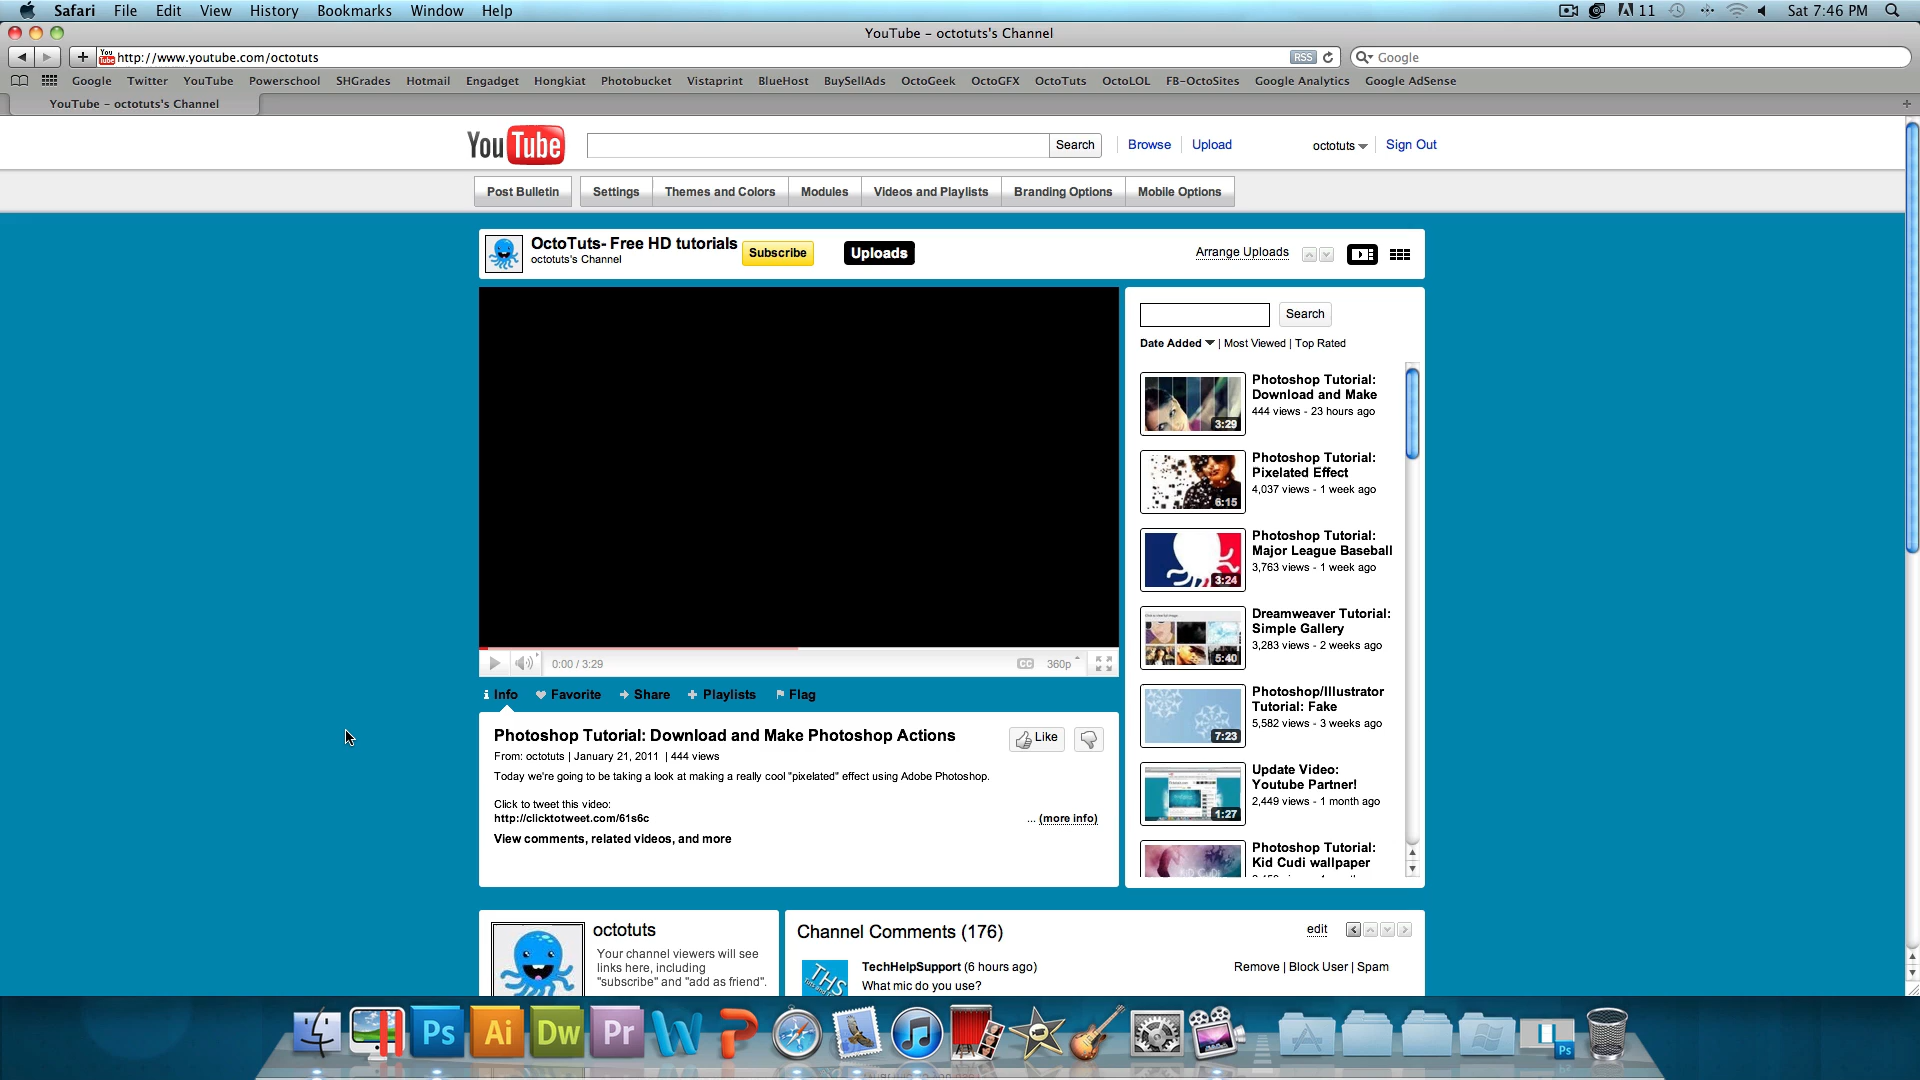 Safari File Edit View History Bookmarks Window Help
11 Sat 7:46 PM
YouTube – octotuts's Channel
http://www.youtube.com/octotuts RSS Google
Google Twitter YouTube Powerschool SHGrades Hotmail Engadget Hongkiat Photobucket Vistaprint BlueHost BuySellAds OctoGeek OctoGFX OctoTuts OctoLOL FB-OctoSites Google Analytics Google AdSense
YouTube – octotuts's Channel
YouTube Search Browse Upload octotuts Sign Out
Post Bulletin Settings Themes and Colors Modules Videos and Playlists Branding Options Mobile Options
OctoTuts- Free HD tutorials
octotuts's Channel
Subscribe
Uploads
Arrange Uploads
Search
Date Added | Most Viewed | Top Rated
Photoshop Tutorial:
Download and Make
444 views - 23 hours ago
3:29
Photoshop Tutorial:
Pixelated Effect
4,037 views - 1 week ago
6:15
Photoshop Tutorial:
Major League Baseball
3,763 views - 1 week ago
3:24
Dreamweaver Tutorial:
Simple Gallery
3,283 views - 2 weeks ago
5:40
Photoshop/Illustrator
Tutorial: Fake
5,582 views - 3 weeks ago
7:23
Update Video:
Youtube Partner!
2,449 views - 1 month ago
1:27
Photoshop Tutorial:
Kid Cudi wallpaper
0:00 / 3:29 CC 360p
Info Favorite Share Playlists Flag
Photoshop Tutorial: Download and Make Photoshop Actions
Like
From: octotuts | January 21, 2011 | 444 views
Today we're going to be taking a look at making a really cool "pixelated" effect using Adobe Photoshop.
Click to tweet this video:
http://clicktotweet.com/61s6c
... (more info)
View comments, related videos, and more
octotuts
Your channel viewers will see
links here, including
"subscribe" and "add as friend".
Channel Comments (176)
edit
THS
TechHelpSupport (6 hours ago)
Remove | Block User | Spam
What mic do you use?
Ps Ai Dw Pr
Ps